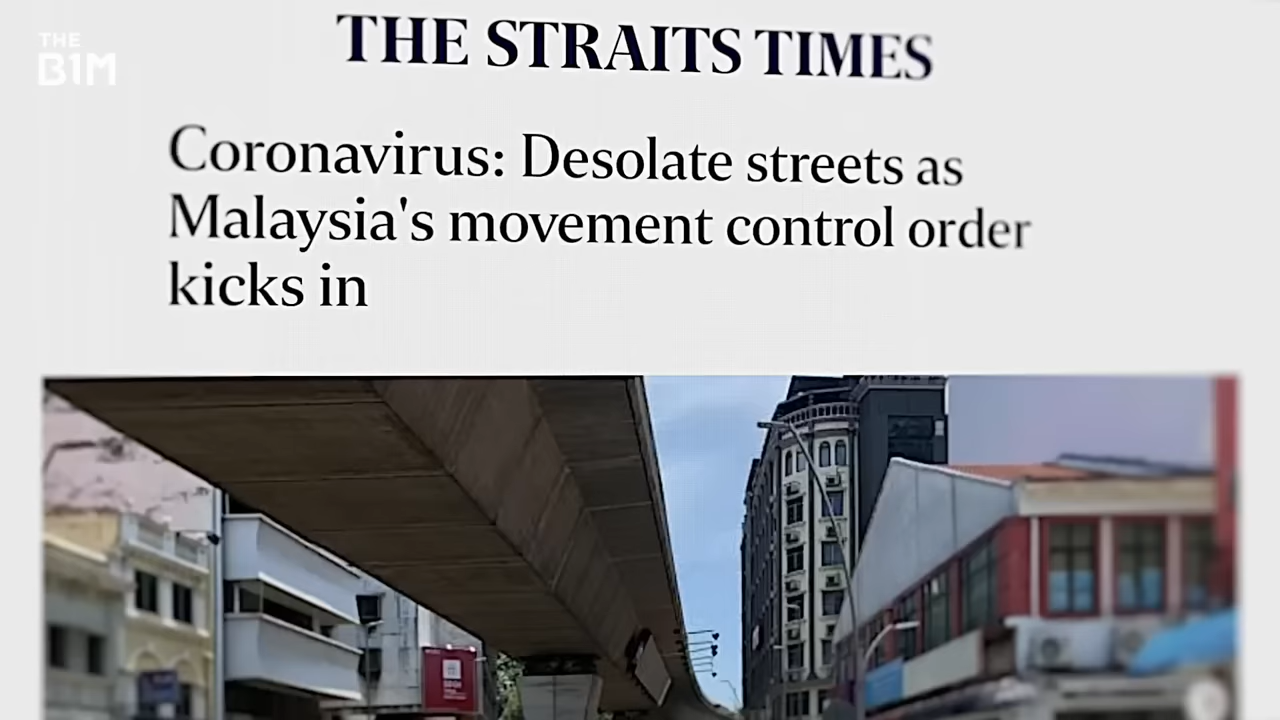 THE
B1M
THE STRAITS TIMES
Coronavirus: Desolate streets as
Malaysia's movement control order
kicks in